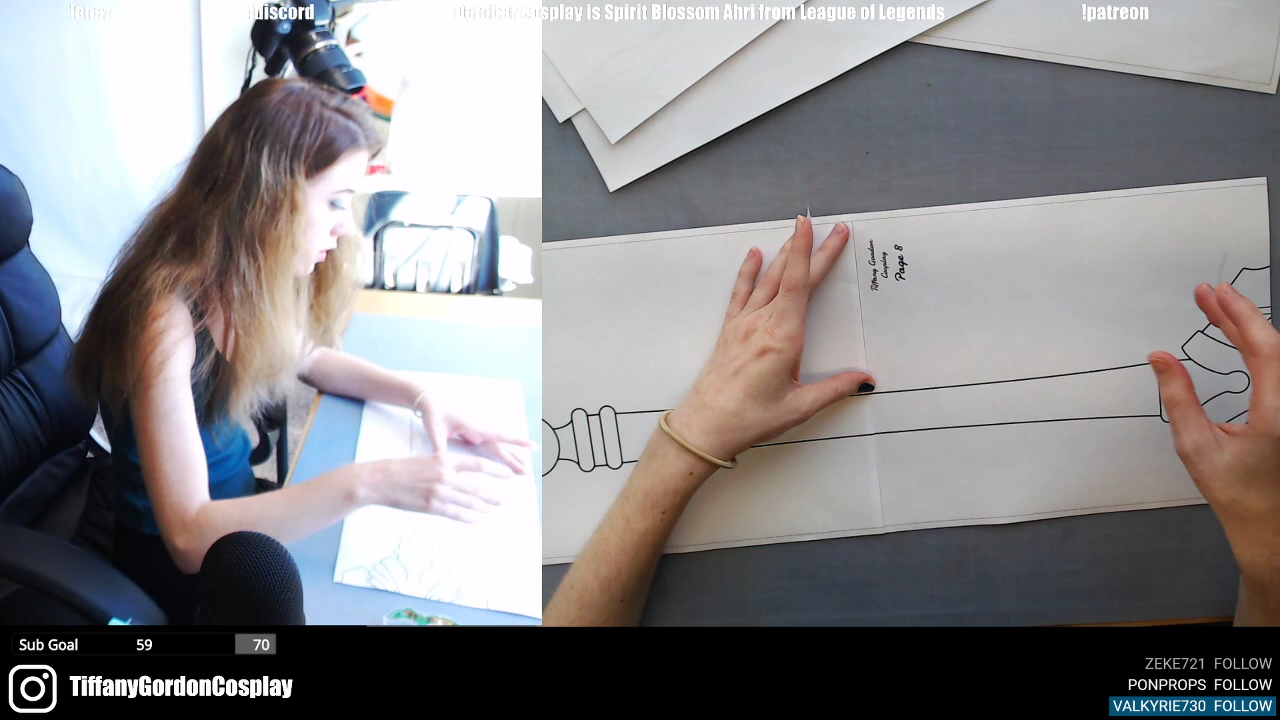 !discord
October Cosplay is Spirit Blossom Ahri from League of Legends
!patreon
Tiffany Gordon
Cosplay
Page 8
Sub Goal 59 70
TiffanyGordonCosplay
ZEKE721 FOLLOW
PONPROPS FOLLOW
VALKYRIE730 FOLLOW